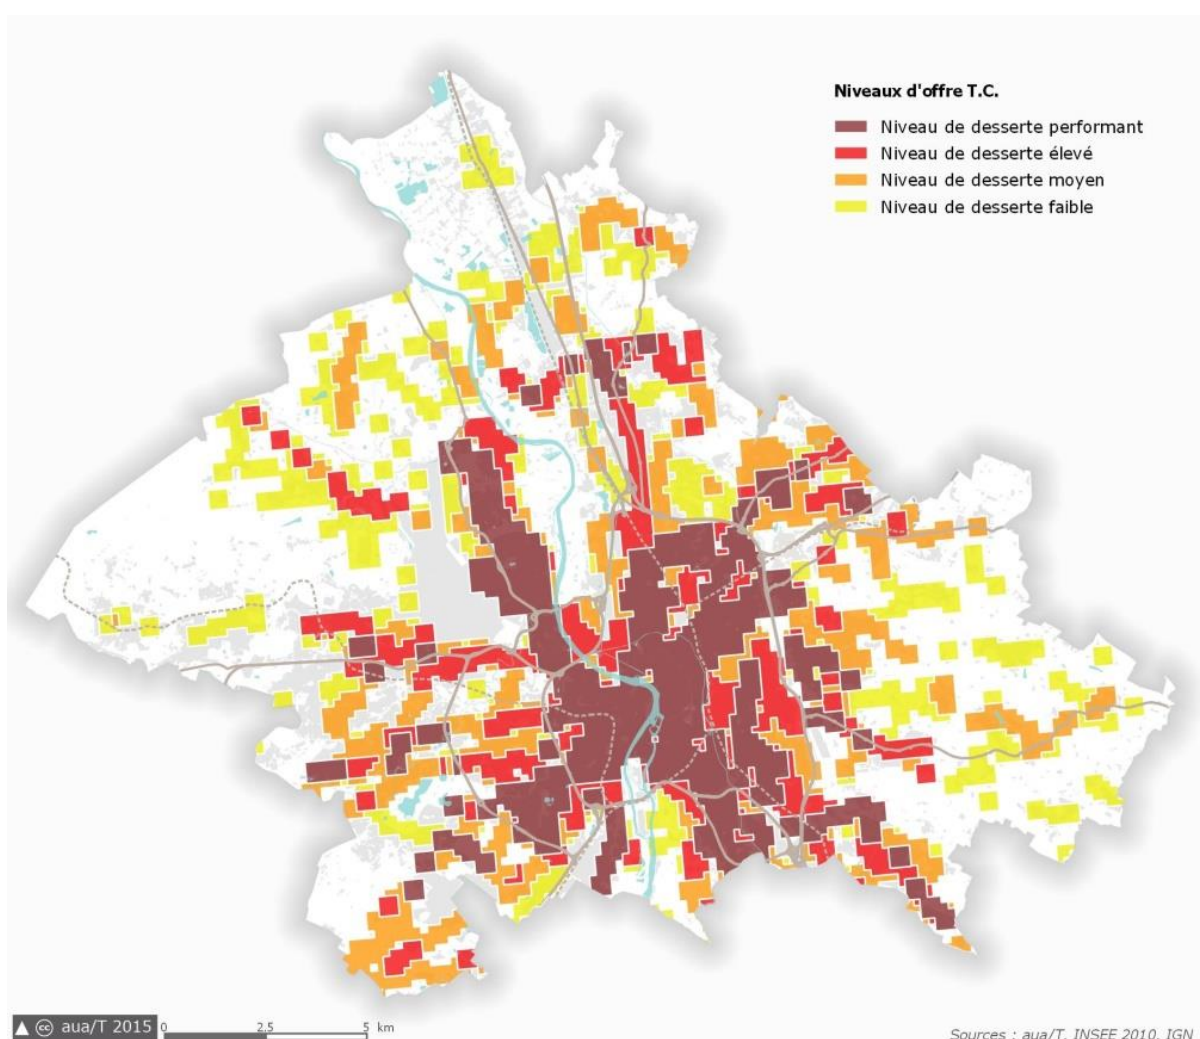 Niveaux d'offre T.C.
Niveau de desserte performant
Niveau de desserte élevé
Niveau de desserte moyen
Niveau de desserte faible
cc aua/T 2015 0 2,5 5 km
Sources : aua/T, INSEE 2010, IGN